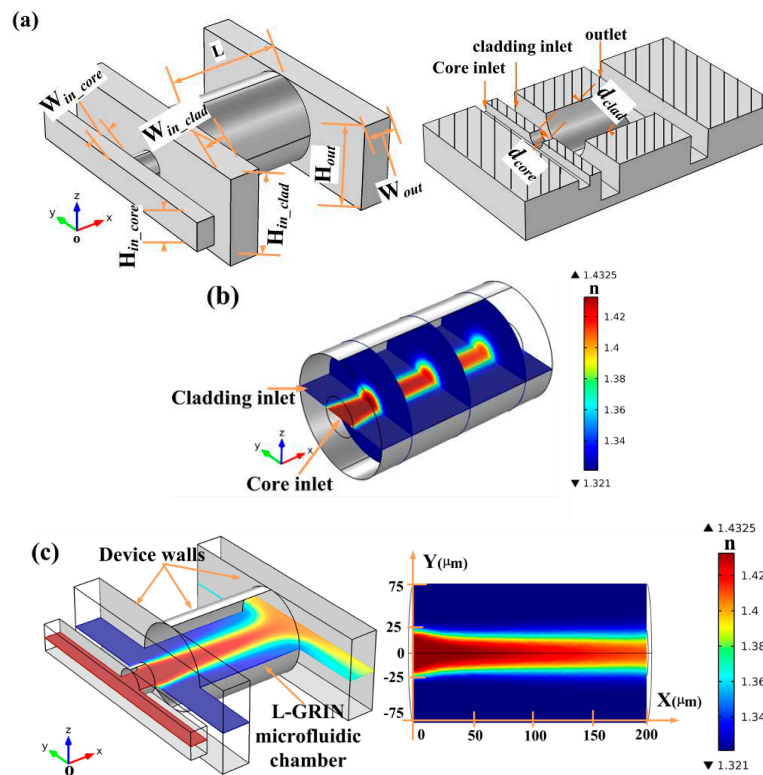 (a)
L
W in_core
W in_clad
H out
W out
H in_clad
H in_core
z
y
x
o
Core inlet
cladding inlet
outlet
d clad
d core
(b)
Cladding inlet
Core inlet
z
y
x
▲ 1.4325
n
1.42
1.4
1.38
1.36
1.34
▼ 1.321
(c)
Device walls
L-GRIN
microfluidic
chamber
z
y
x
O
Y(μm)
75
25
0
-25
-75
0 50 100 150 200
X(μm)
▲ 1.4325
n
1.42
1.4
1.38
1.36
1.34
▼ 1.321